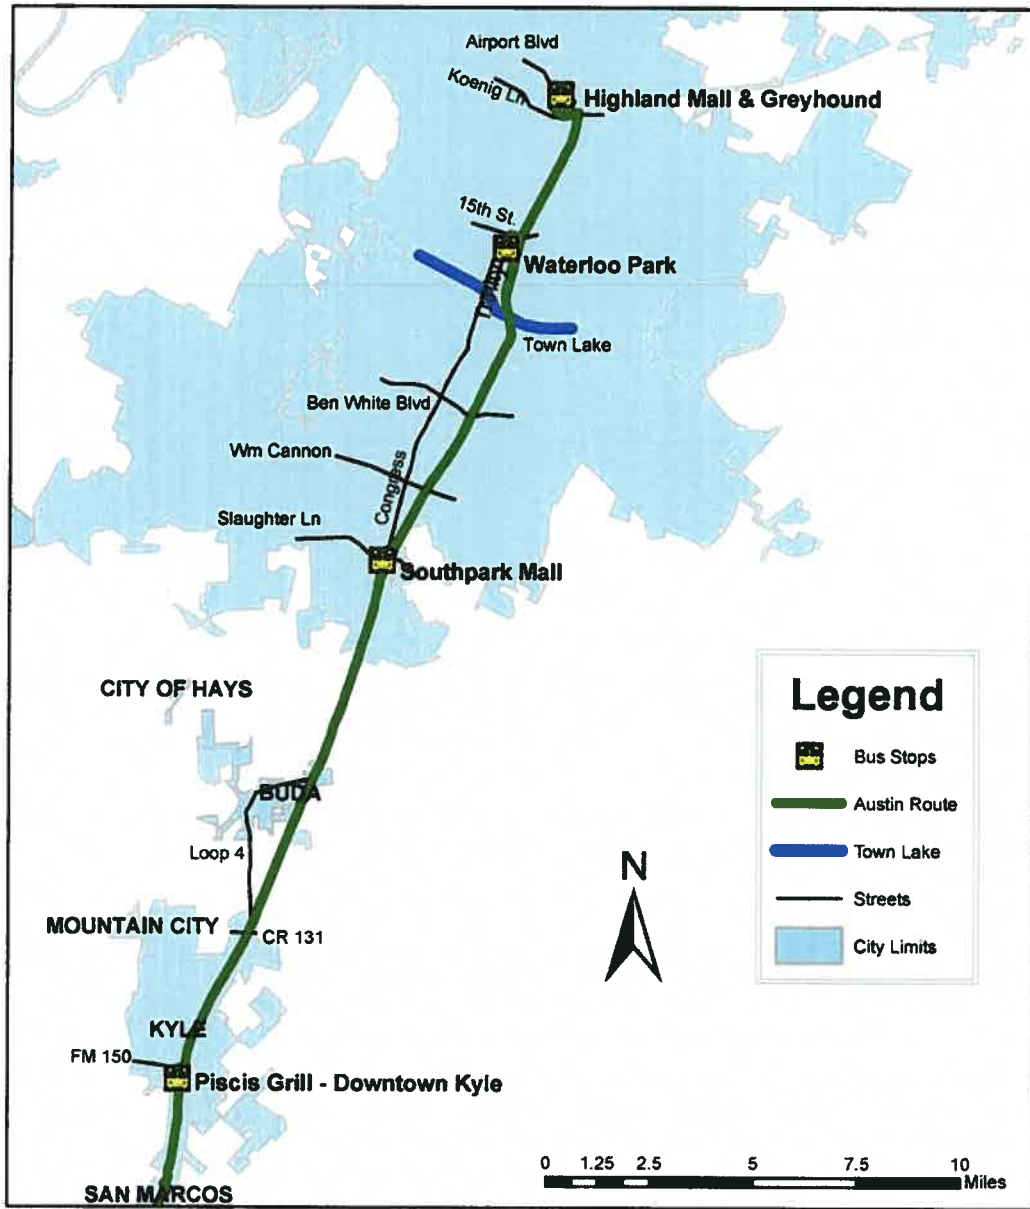 Airport Blvd
Koenig Ln
Highland Mall & Greyhound
15th St.
Waterloo Park
Town Lake
Ben White Blvd
Wm Cannon
Congress
Slaughter Ln
Southpark Mall
CITY OF HAYS
BUDA
Loop 4
MOUNTAIN CITY
CR 131
KYLE
FM 150
Piscis Grill - Downtown Kyle
SAN MARCOS
Legend
Bus Stops
Austin Route
Town Lake
Streets
City Limits
N
0 1.25 2.5 5 7.5 10
Miles